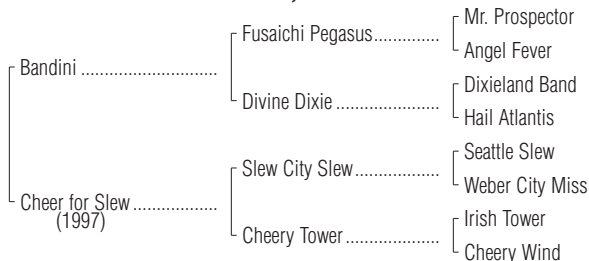 Mr. Prospector
Fusaichi Pegasus..............
Angel Fever
Bandini .............................
Dixieland Band
Divine Dixie ......................
Hail Atlantis
Seattle Slew
Slew City Slew..................
Weber City Miss
Cheer for Slew..................
(1997)
Irish Tower
Cheery Tower....................
Cheery Wind